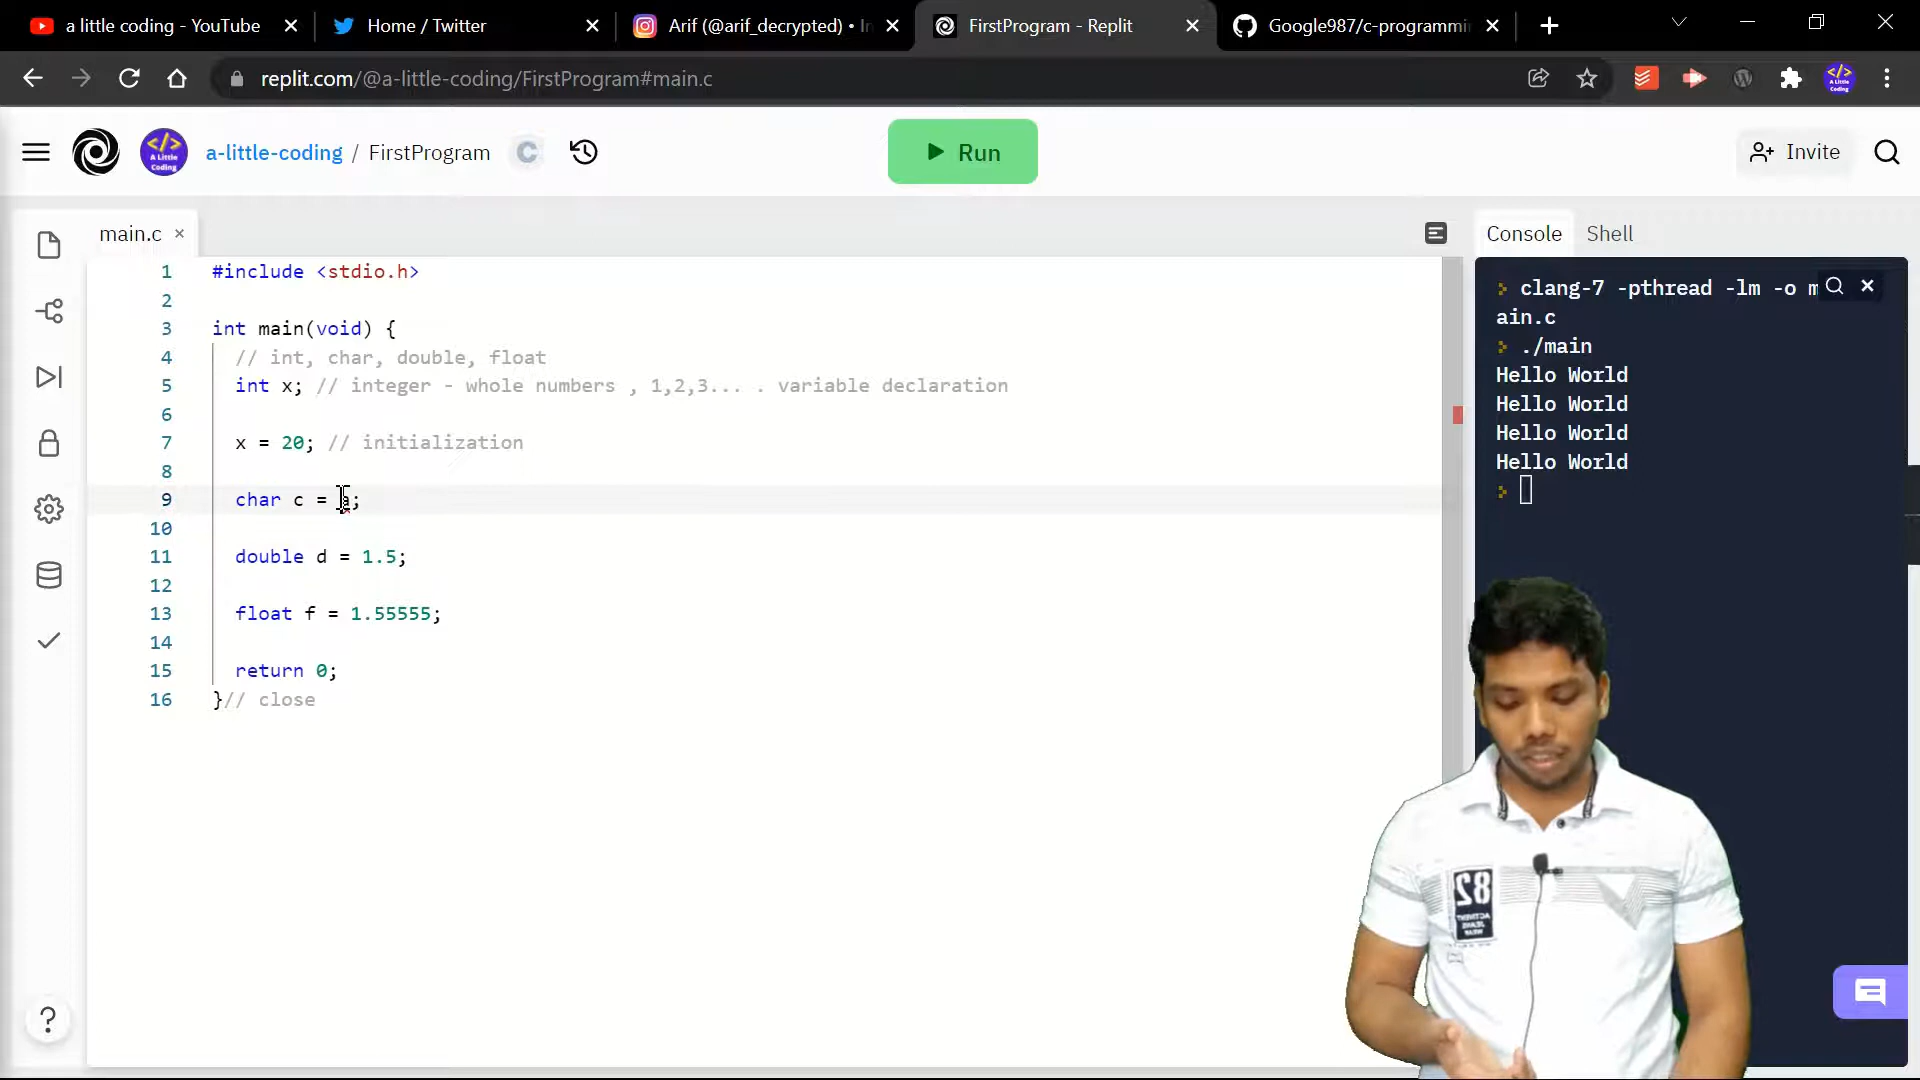 a little coding - YouTube
Home / Twitter
Arif (@arif_decrypted) • In
FirstProgram - Replit
Google987/c-programmi
replit.com/@a-little-coding/FirstProgram#main.c
a-little-coding / FirstProgram
C
Run
Invite
main.c
Console
Shell
1 #include <stdio.h>
2
3 int main(void) {
4 // int, char, double, float
5 int x; // integer - whole numbers , 1,2,3... . variable declaration
6
7 x = 20; // initialization
8
9 char c = ;
10
11 double d = 1.5;
12
13 float f = 1.55555;
14
15 return 0;
16 }// close
> clang-7 -pthread -lm -o m
ain.c
> ./main
Hello World
Hello World
Hello World
Hello World
>
</> A Little Coding
82
?